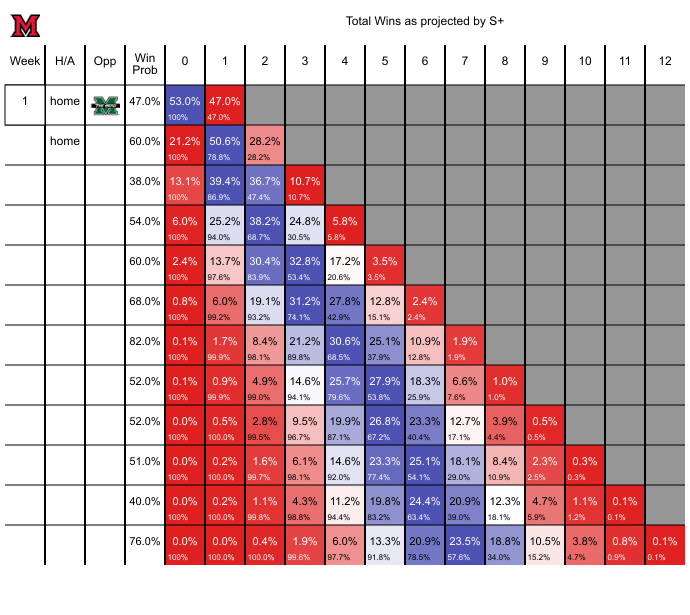 M
Total Wins as projected by S+
Week H/A Opp Win Prob 0 1 2 3 4 5 6 7 8 9 10 11 12
1 home 47.0% 53.0% 47.0%
100% 47.0%
home 60.0% 21.2% 50.6% 28.2%
100% 78.8% 28.2%
38.0% 13.1% 39.4% 36.7% 10.7%
100% 86.9% 47.4% 10.7%
54.0% 6.0% 25.2% 38.2% 24.8% 5.8%
100% 94.0% 68.7% 30.5% 5.8%
60.0% 2.4% 13.7% 30.4% 32.8% 17.2% 3.5%
100% 97.6% 83.9% 53.4% 20.6% 3.5%
68.0% 0.8% 6.0% 19.1% 31.2% 27.8% 12.8% 2.4%
100% 99.2% 93.2% 74.1% 42.9% 15.1% 2.4%
82.0% 0.1% 1.7% 8.4% 21.2% 30.6% 25.1% 10.9% 1.9%
100% 99.9% 98.1% 89.8% 68.5% 37.9% 12.8% 1.9%
52.0% 0.1% 0.9% 4.9% 14.6% 25.7% 27.9% 18.3% 6.6% 1.0%
100% 99.9% 99.0% 94.1% 79.6% 53.8% 25.9% 7.6% 1.0%
52.0% 0.0% 0.5% 2.8% 9.5% 19.9% 26.8% 23.3% 12.7% 3.9% 0.5%
100% 100.0% 99.5% 96.7% 87.1% 67.2% 40.4% 17.1% 4.4% 0.5%
51.0% 0.0% 0.2% 1.6% 6.1% 14.6% 23.3% 25.1% 18.1% 8.4% 2.3% 0.3%
100% 100.0% 99.7% 98.1% 92.0% 77.4% 54.1% 29.0% 10.9% 2.5% 0.3%
40.0% 0.0% 0.2% 1.1% 4.3% 11.2% 19.8% 24.4% 20.9% 12.3% 4.7% 1.1% 0.1%
100% 100.0% 99.8% 98.8% 94.4% 83.2% 63.4% 39.0% 18.1% 5.9% 1.2% 0.1%
76.0% 0.0% 0.0% 0.4% 1.9% 6.0% 13.3% 20.9% 23.5% 18.8% 10.5% 3.8% 0.8% 0.1%
100% 100.0% 100.0% 99.6% 97.7% 91.8% 78.5% 57.6% 34.0% 15.2% 4.7% 0.9% 0.1%